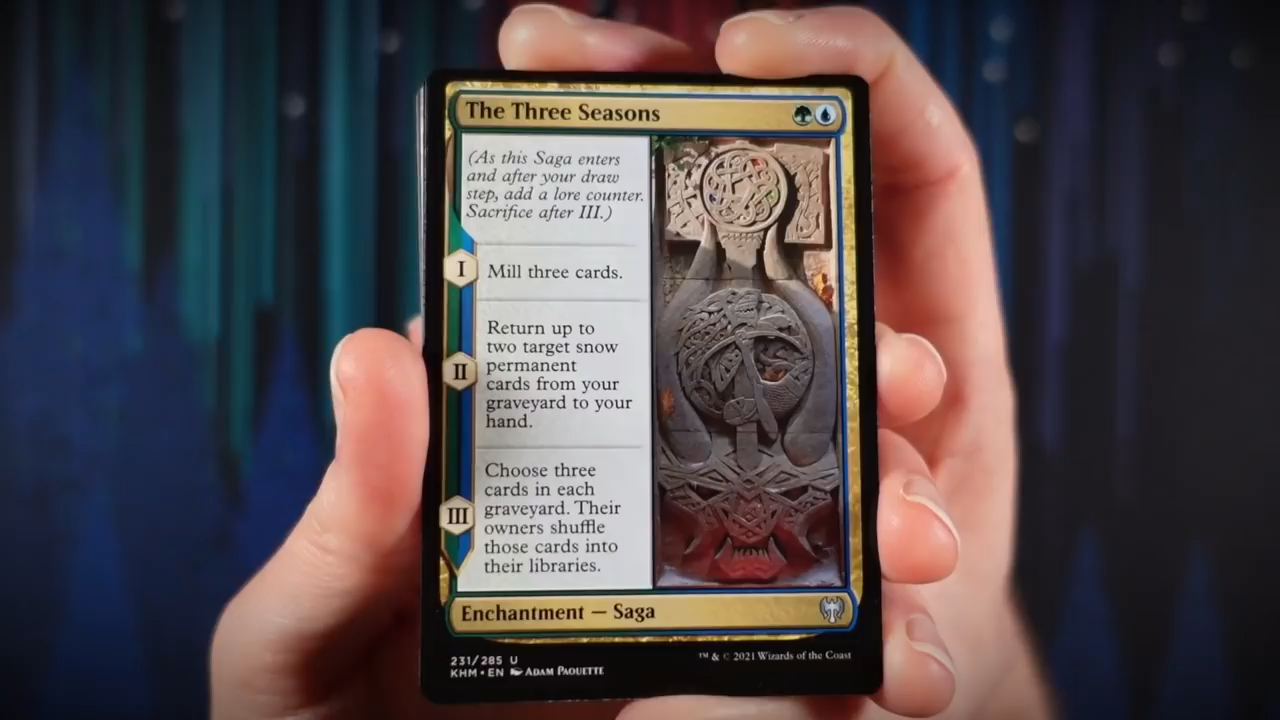 The Three Seasons
(As this Saga enters
and after your draw
step, add a lore counter.
Sacrifice after III.)
I
Mill three cards.
II
Return up to
two target snow
permanent
cards from your
graveyard to your
hand.
III
Choose three
cards in each
graveyard. Their
owners shuffle
those cards into
their libraries.
Enchantment — Saga
231/285 U
KHM • EN ADAM PAQUETTE
™ & © 2021 Wizards of the Coast